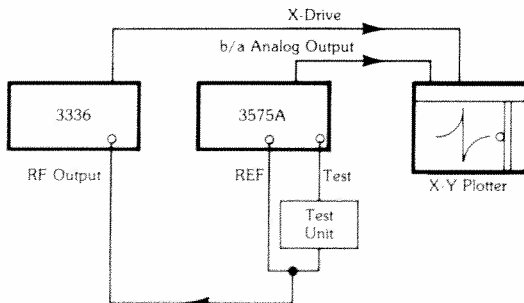 X-Drive
b/a Analog Output
3336
3575A
RF Output
REF
Test
X-Y Plotter
Test
Unit